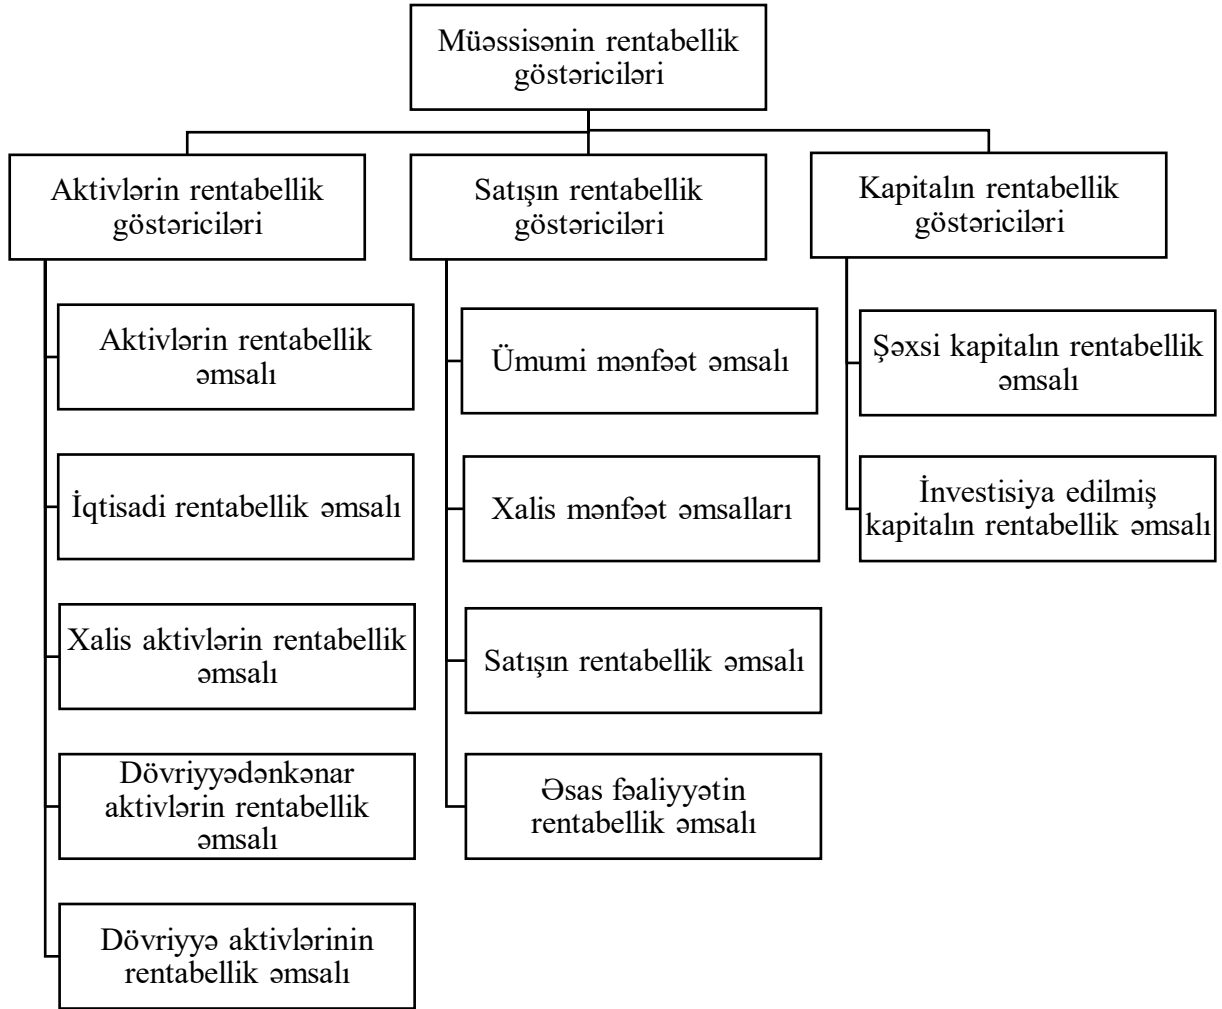 Müəssisənin rentabellik
göstəriciləri
Aktivlərin rentabellik
göstəriciləri
Aktivlərin rentabellik
əmsalı
İqtisadi rentabellik əmsalı
Xalis aktivlərin rentabellik
əmsalı
Dövriyyədənkənar
aktivlərin rentabellik
əmsalı
Dövriyyə aktivlərinin
rentabellik əmsalı
Satışın rentabellik
göstəriciləri
Ümumi mənfəət əmsalı
Xalis mənfəət əmsalları
Satışın rentabellik əmsalı
Əsas fəaliyyətin
rentabellik əmsalı
Kapitalın rentabellik
göstəriciləri
Şəxsi kapitalın rentabellik
əmsalı
İnvestisiya edilmiş
kapitalın rentabellik əmsalı